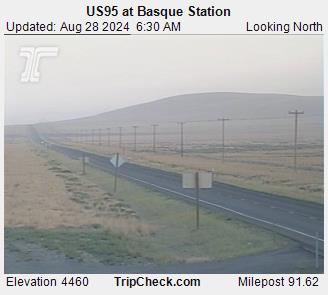 US95 at Basque Station
Updated: Aug 28 2024 6:30 AM Looking North
Elevation 4460 TripCheck.com Milepost 91.62